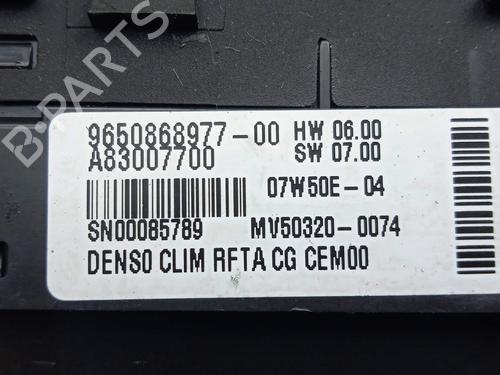 B-PARTS
9650868977-00 HW 06.00
A83007700 SW 07.00
07W50E-04
SN00085789 MV50320-0074
DENSO CLIM RFTA CG CEM00